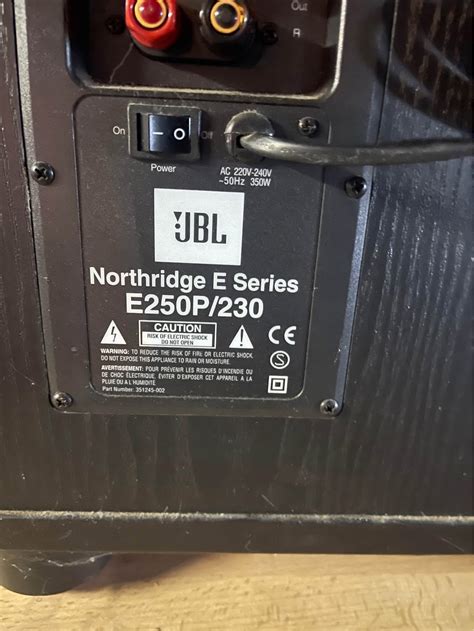 Out
R
On
Off
Power
AC 220V-240V
~50Hz 350W
JBL
Northridge E Series
E250P/230
CAUTION
RISK OF ELECTRIC SHOCK
DO NOT OPEN
CE
S
WARNING: TO REDUCE THE RISK OF FIRE OR ELECTRIC SHOCK,
DO NOT EXPOSE THIS APPLIANCE TO RAIN OR MOISTURE.
AVERTISSEMENT: POUR PRÉVENIR LES RISQUES D'INCENDIE OU
DE CHOC ÉLECTRIQUE, ÉVITER D'EXPOSER CET APPAREIL A LA
PLUIE OU A L HUMIDITÉ.
Part Number: 351245-002